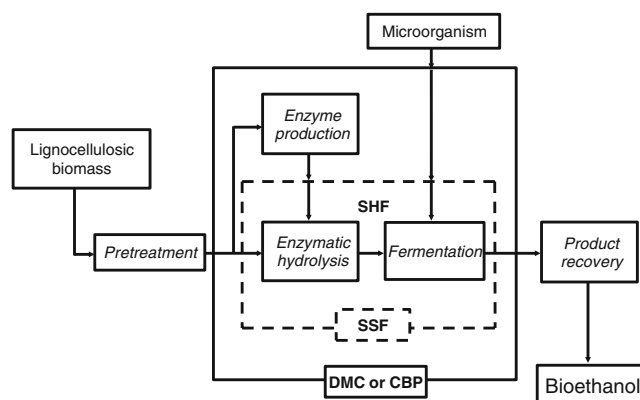 Microorganism
Enzyme
production
Lignocellulosic
biomass
SHF
Pretreatment
Enzymatic
hydrolysis
Fermentation
Product
recovery
SSF
DMC or CBP
Bioethanol